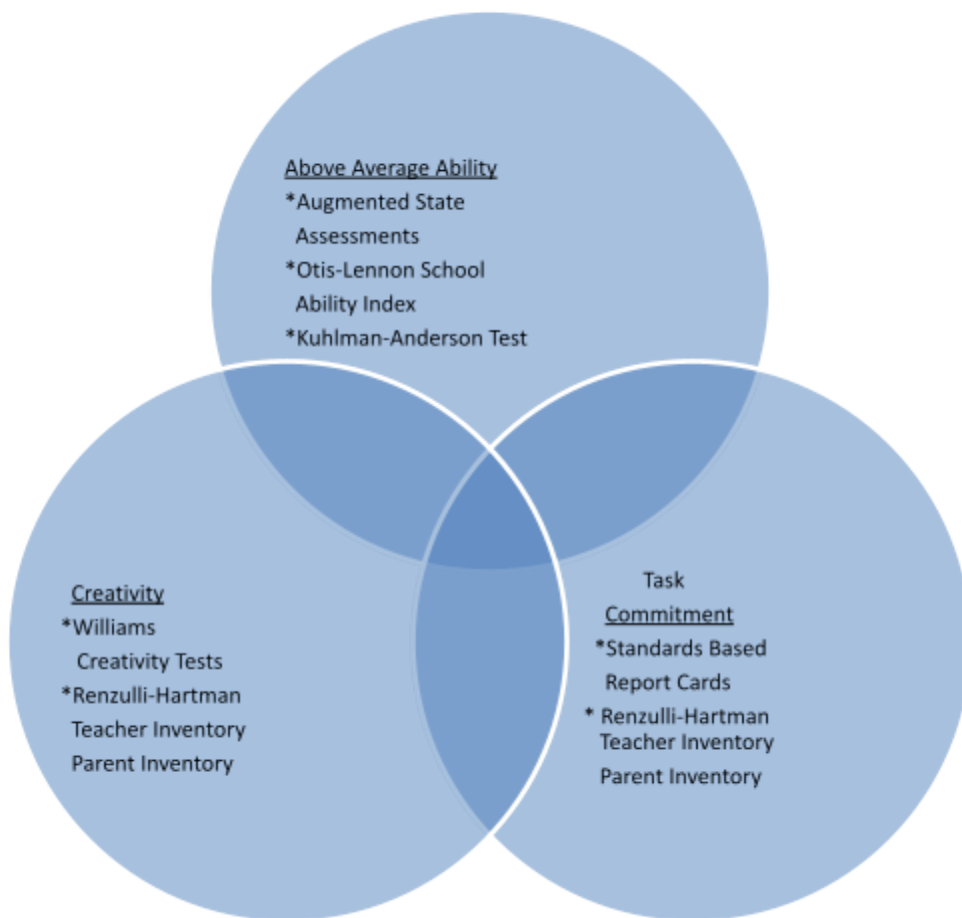 Above Average Ability
*Augmented State
Assessments
*Otis-Lennon School
Ability Index
*Kuhlman-Anderson Test
Creativity
*Williams
Creativity Tests
*Renzulli-Hartman
Teacher Inventory
Parent Inventory
Task
Commitment
*Standards Based
Report Cards
* Renzulli-Hartman
Teacher Inventory
Parent Inventory